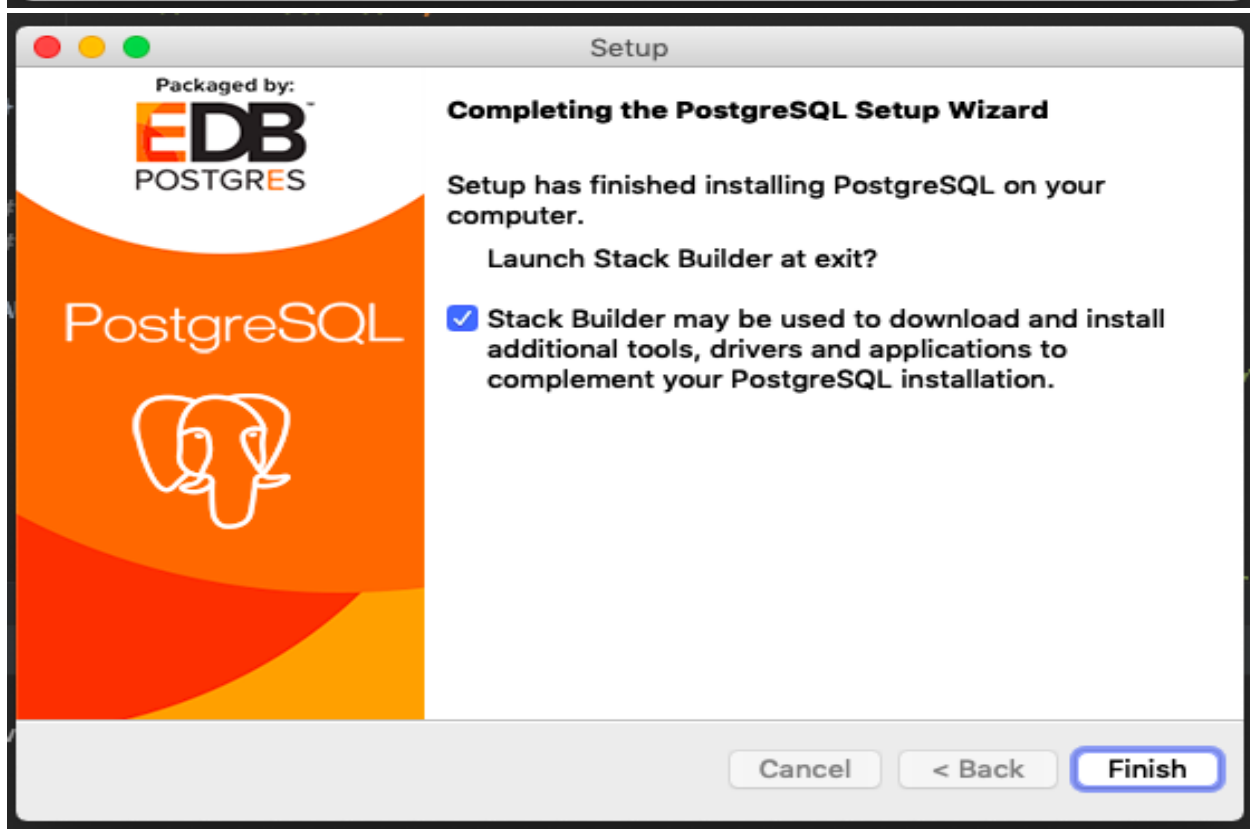 Setup
Packaged by:
EDB™
POSTGRES
PostgreSQL
Completing the PostgreSQL Setup Wizard
Setup has finished installing PostgreSQL on your
computer.
Launch Stack Builder at exit?
Stack Builder may be used to download and install
additional tools, drivers and applications to
complement your PostgreSQL installation.
Cancel
< Back
Finish